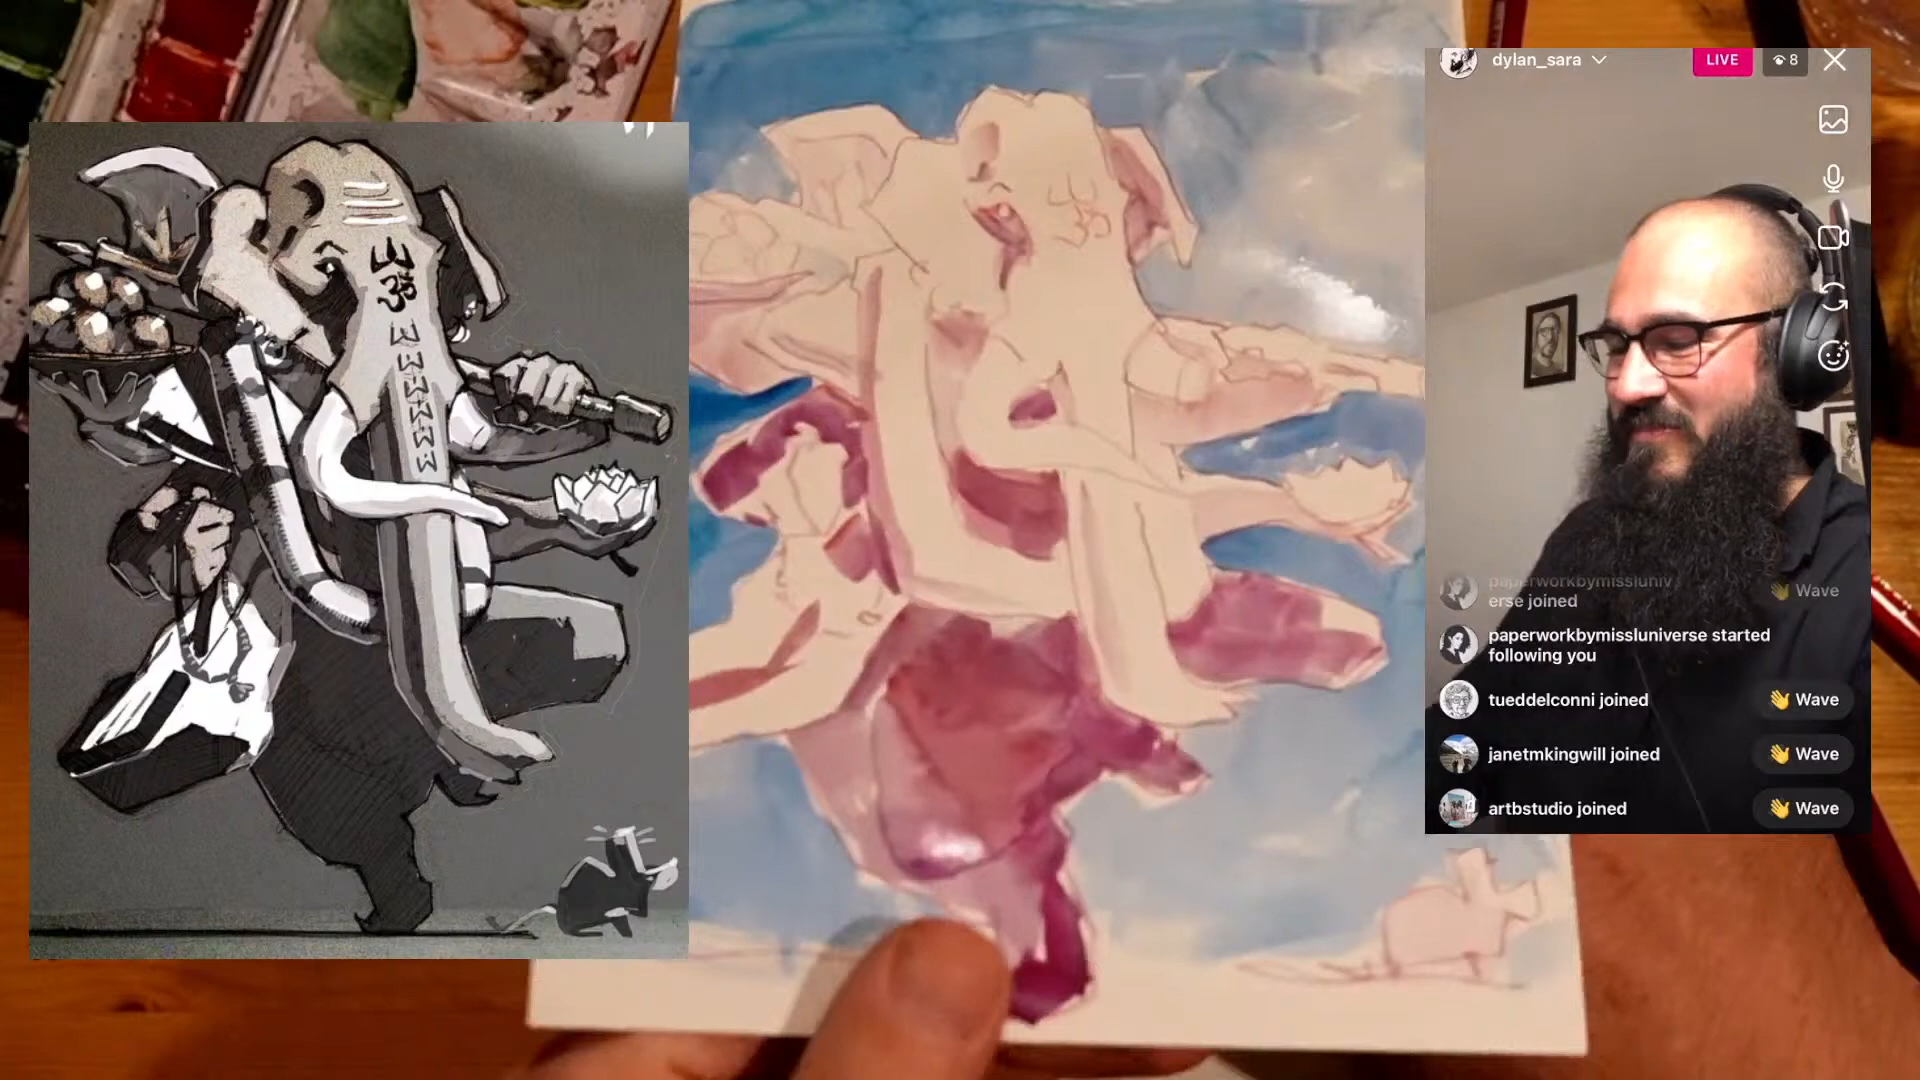 ॐ
dylan_sara
LIVE
8
paperworkbymissluniv
erse joined
Wave
paperworkbymissluniverse started
following you
tueddelconni joined
Wave
janetmkingwill joined
Wave
artbstudio joined
Wave